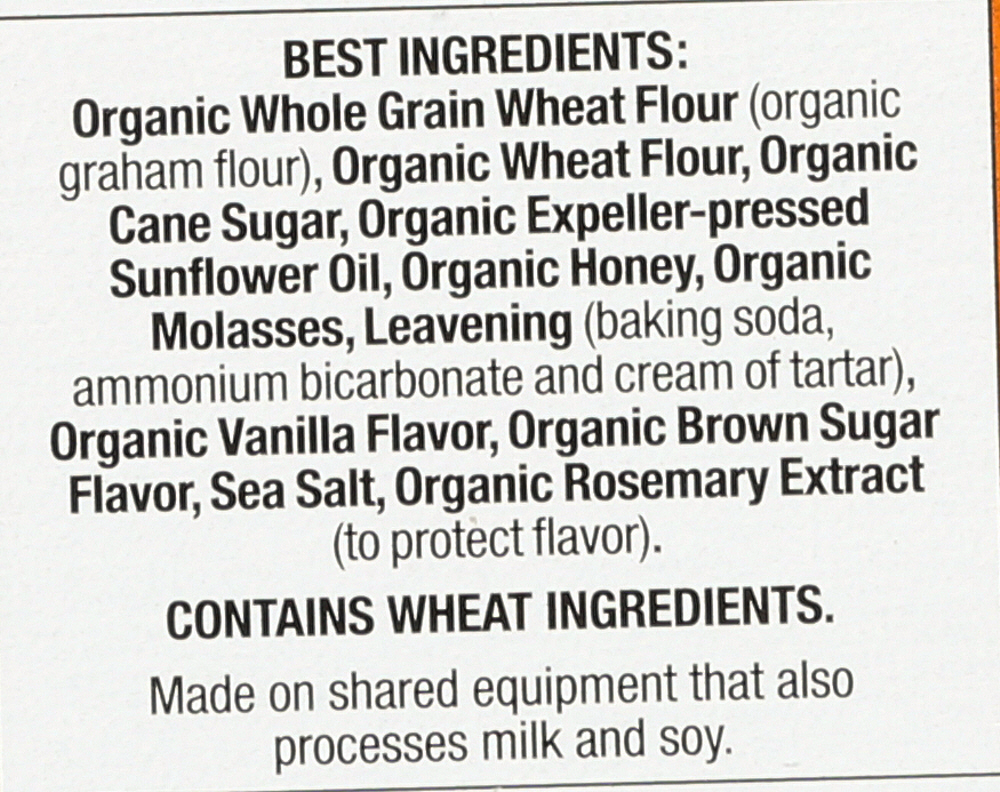 BEST INGREDIENTS:
Organic Whole Grain Wheat Flour (organic
graham flour), Organic Wheat Flour, Organic
Cane Sugar, Organic Expeller-pressed
Sunflower Oil, Organic Honey, Organic
Molasses, Leavening (baking soda,
ammonium bicarbonate and cream of tartar),
Organic Vanilla Flavor, Organic Brown Sugar
Flavor, Sea Salt, Organic Rosemary Extract
(to protect flavor).
CONTAINS WHEAT INGREDIENTS.
Made on shared equipment that also
processes milk and soy.